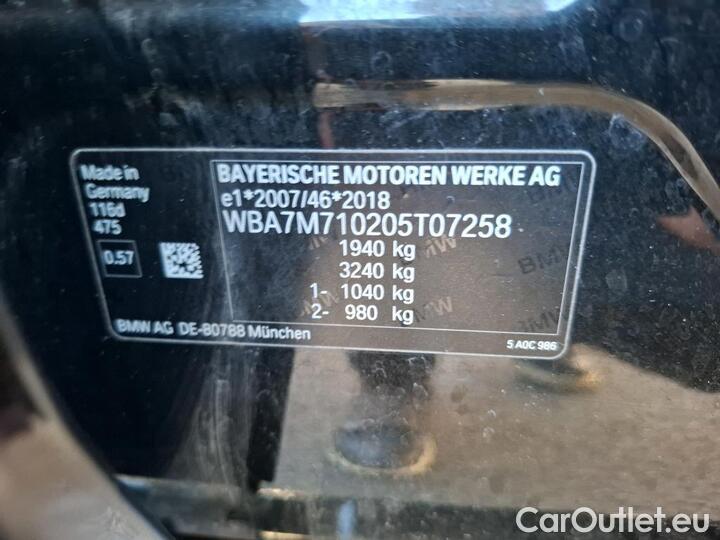 Made in
Germany
116d
475
0.57
BAYERISCHE MOTOREN WERKE AG
e1*2007/46*2018
WBA7M710205T07258
1940 kg
3240 kg
1- 1040 kg
2- 980 kg
BMW AG DE-80788 München
5 A0C 986
CarOutlet.eu